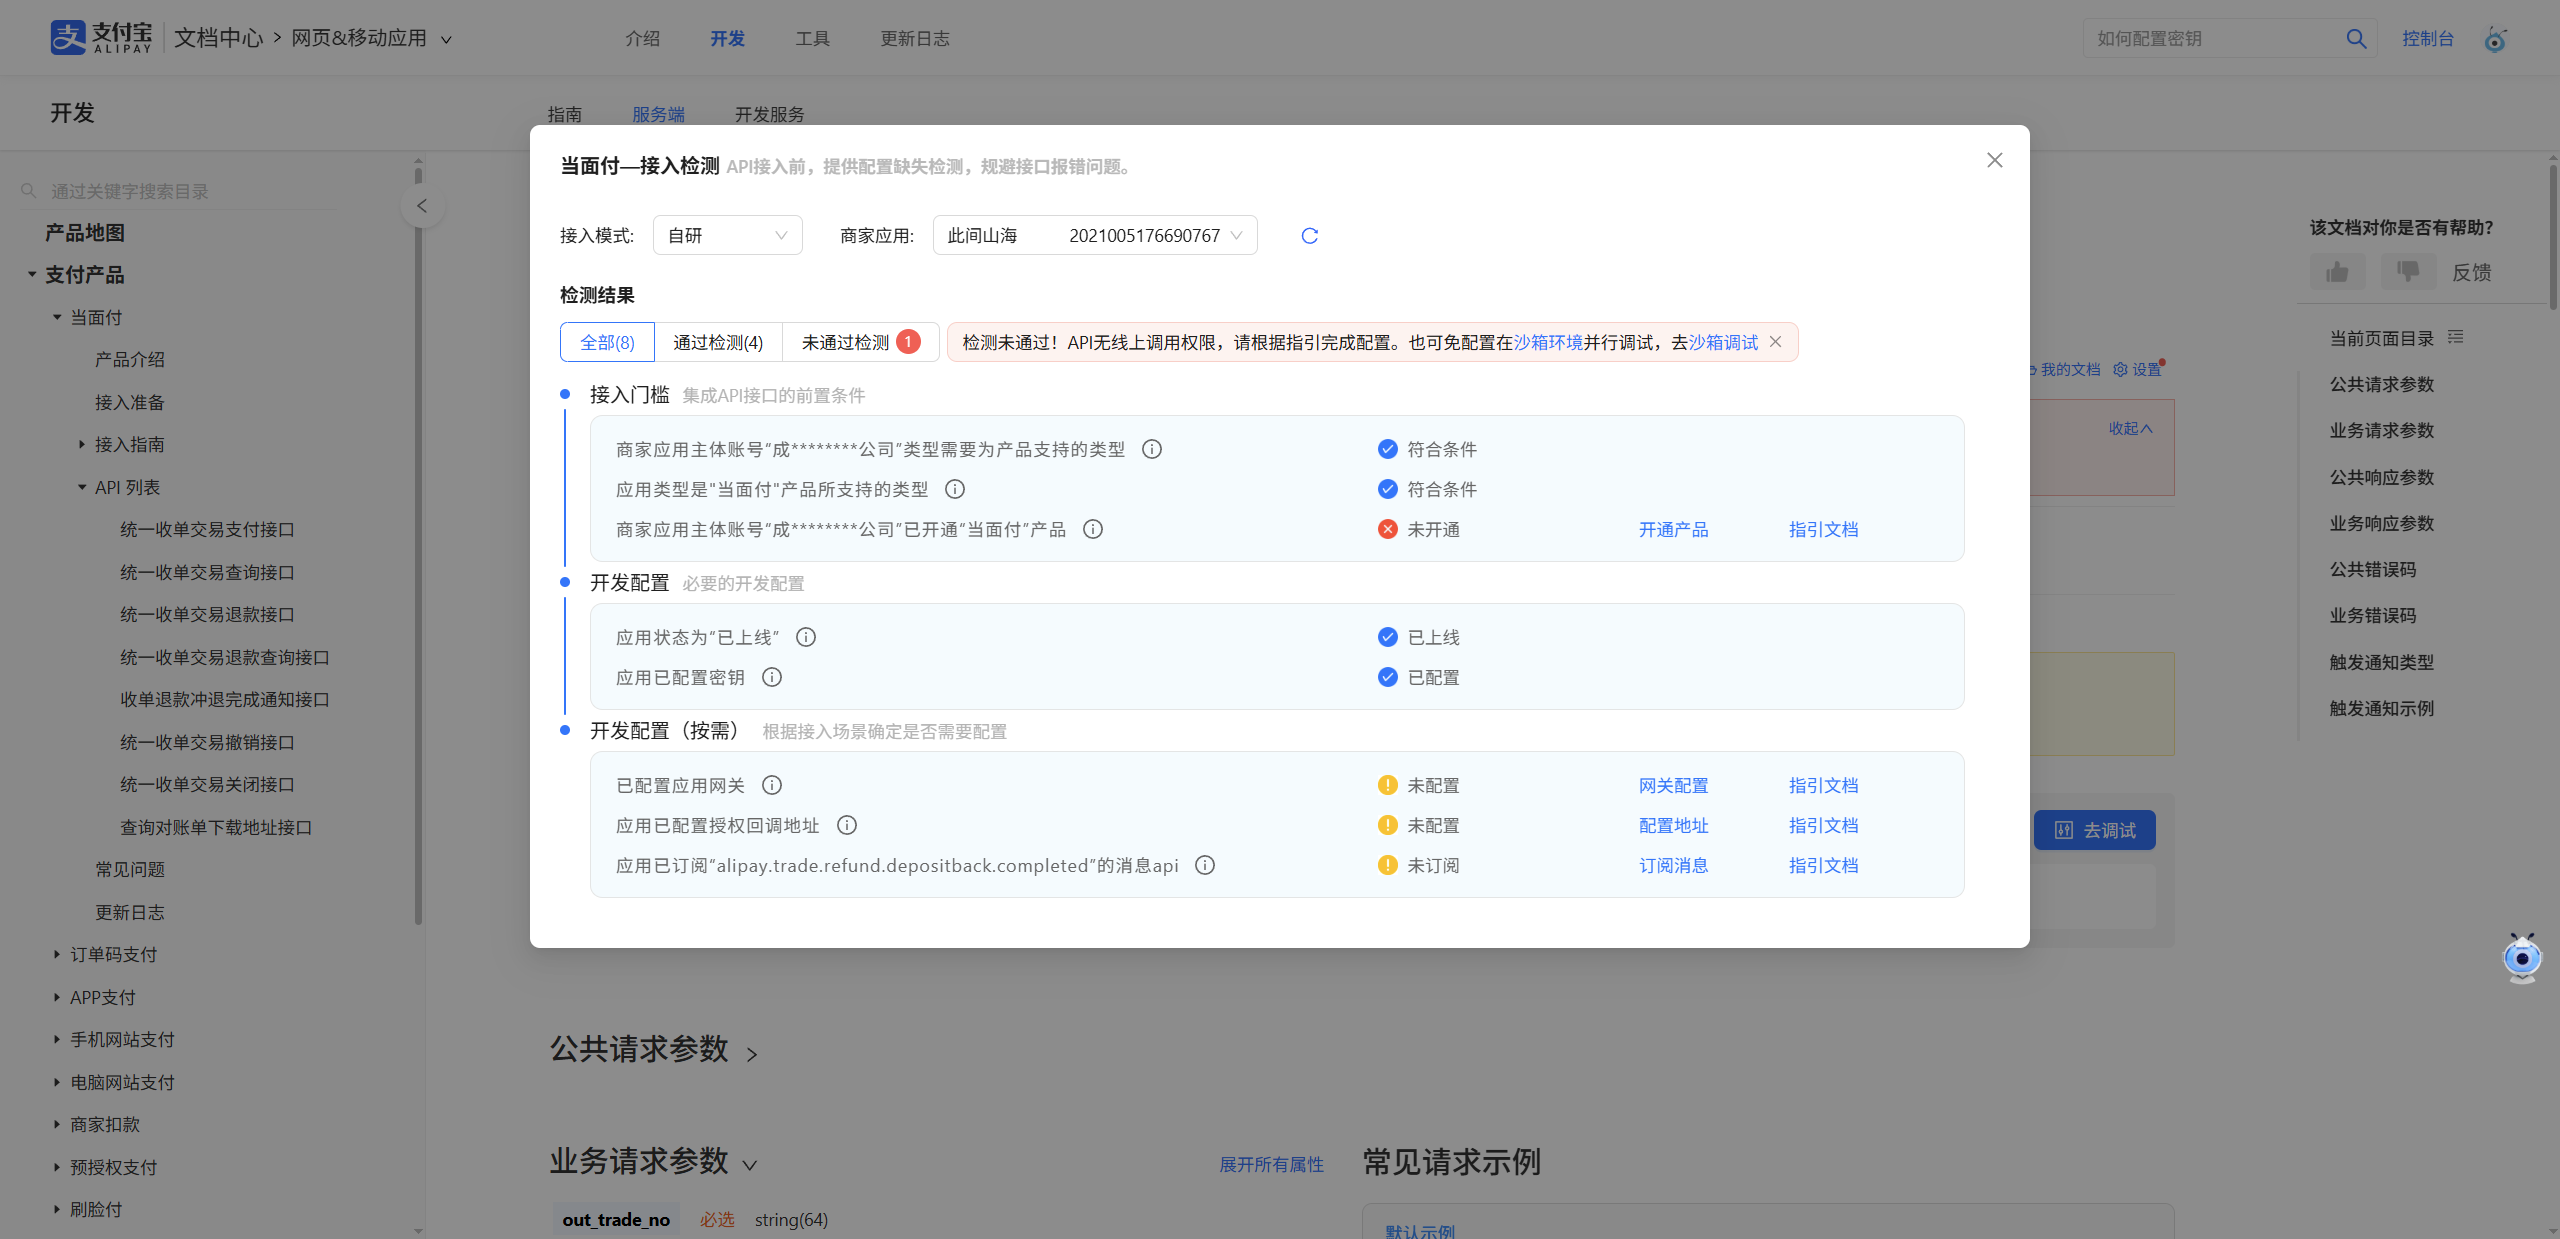 支付宝
ALIPAY
文档中心 > 网页&移动应用
介绍
开发
工具
更新日志
如何配置密钥
控制台
开发
指南
服务端
开发服务
通过关键字搜索目录
产品地图
支付产品
当面付
产品介绍
接入准备
接入指南
API 列表
统一收单交易支付接口
统一收单交易查询接口
统一收单交易退款接口
统一收单交易退款查询接口
收单退款冲退完成通知接口
统一收单交易撤销接口
统一收单交易关闭接口
查询对账单下载地址接口
常见问题
更新日志
订单码支付
APP支付
手机网站支付
电脑网站支付
商家扣款
预授权支付
刷脸付
当面付—接入检测 API接入前，提供配置缺失检测，规避接口报错问题。
接入模式: 自研 商家应用: 此间山海 2021005176690767
检测结果
全部(8) 通过检测(4) 未通过检测 1 检测未通过！API无线上调用权限，请根据指引完成配置。也可免配置在沙箱环境并行调试，去沙箱调试
接入门槛 集成API接口的前置条件
商家应用主体账号“成********公司”类型需要为产品支持的类型 符合条件
应用类型是"当面付"产品所支持的类型 符合条件
商家应用主体账号“成********公司”已开通“当面付”产品 未开通 开通产品 指引文档
开发配置 必要的开发配置
应用状态为“已上线” 已上线
应用已配置密钥 已配置
开发配置（按需） 根据接入场景确定是否需要配置
已配置应用网关 未配置 网关配置 指引文档
应用已配置授权回调地址 未配置 配置地址 指引文档
应用已订阅“alipay.trade.refund.depositback.completed”的消息api 未订阅 订阅消息 指引文档
我的文档 设置
收起
去调试
公共请求参数
业务请求参数
展开所有属性
常见请求示例
out_trade_no 必选 string(64)
默认示例
该文档对你是否有帮助?
反馈
当前页面目录
公共请求参数
业务请求参数
公共响应参数
业务响应参数
公共错误码
业务错误码
触发通知类型
触发通知示例